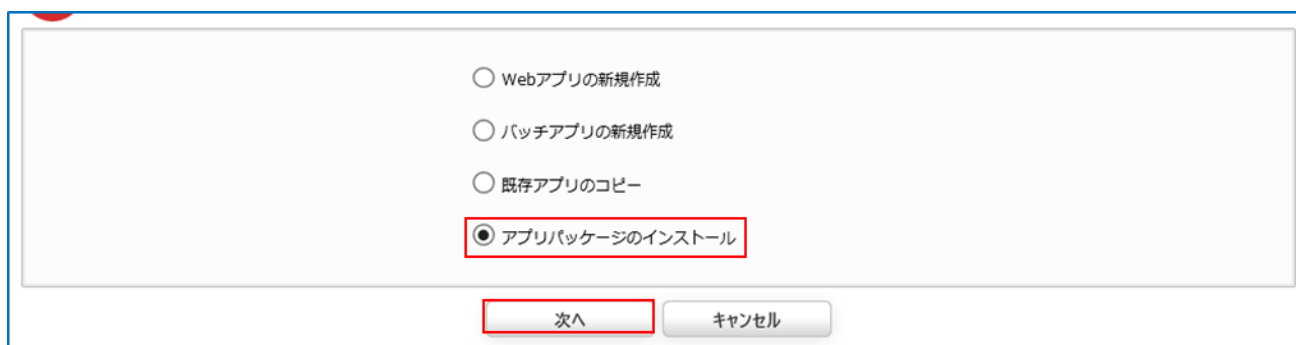 Webアプリの新規作成
バッチアプリの新規作成
既存アプリのコピー
アプリパッケージのインストール
次へ
キャンセル